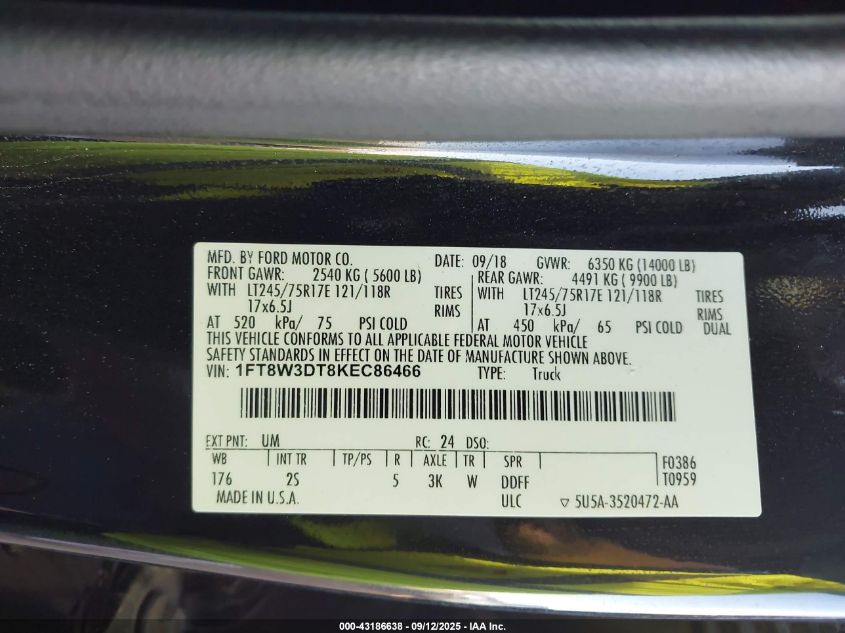 MFD. BY FORD MOTOR CO. DATE: 09/18 GVWR: 6350 KG (14000 LB)
FRONT GAWR: 2540 KG ( 5600 LB) REAR GAWR: 4491 KG ( 9900 LB)
WITH LT245/75R17E 121/118R TIRES WITH LT245/75R17E 121/118R TIRES
17x6.5J RIMS 17x6.5J RIMS
AT 520 kPa/ 75 PSI COLD AT 450 kPa/ 65 PSI COLD DUAL
THIS VEHICLE CONFORMS TO ALL APPLICABLE FEDERAL MOTOR VEHICLE
SAFETY STANDARDS IN EFFECT ON THE DATE OF MANUFACTURE SHOWN ABOVE.
VIN: 1FT8W3DT8KEC86466 TYPE: Truck
EXT PNT: UM RC: 24 DSO:
WB INT TR TP/PS R AXLE TR SPR F0386
176 2S 5 3K W DDFF T0959
MADE IN U.S.A. ULC ▽ 5U5A-3520472-AA
000-43186638 - 09/12/2025 - IAA Inc.